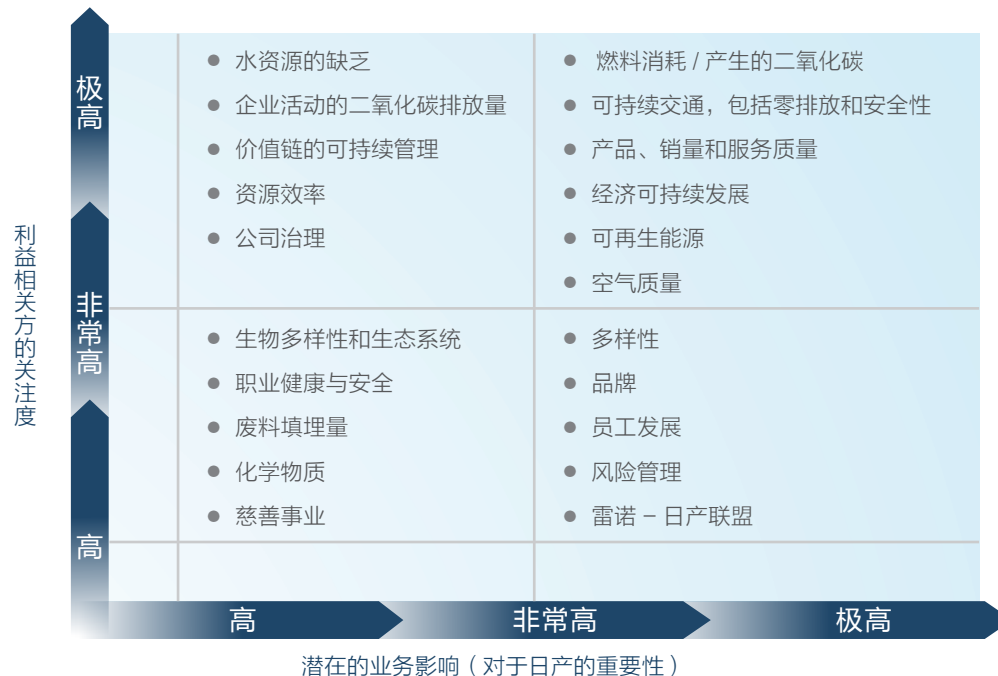 极高
非常高
高
利益相关方的关注度
水资源的缺乏
企业活动的二氧化碳排放量
价值链的可持续管理
资源效率
公司治理
燃料消耗 / 产生的二氧化碳
可持续交通，包括零排放和安全性
产品、销量和服务质量
经济可持续发展
可再生能源
空气质量
生物多样性和生态系统
职业健康与安全
废料填埋量
化学物质
慈善事业
多样性
品牌
员工发展
风险管理
雷诺 – 日产联盟
高
非常高
极高
潜在的业务影响（对于日产的重要性）